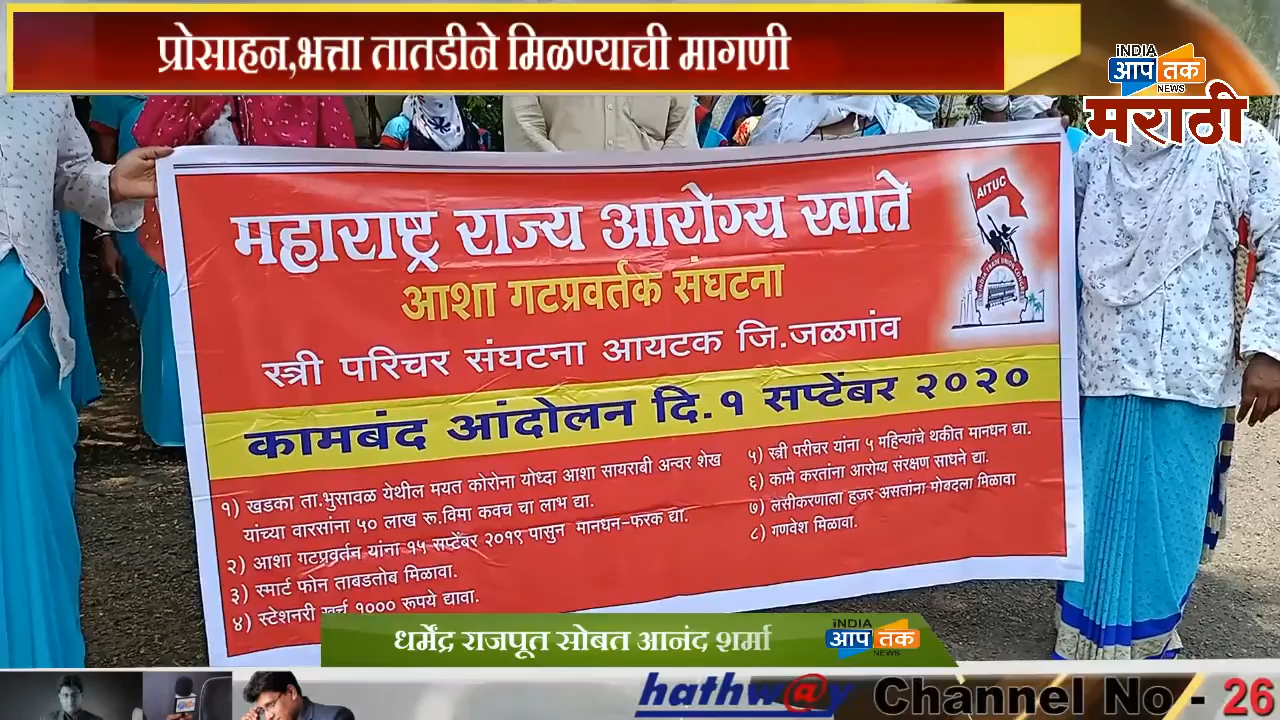 प्रोसाहन,भत्ता तातडीने मिळण्याची मागणी
INDIA
आप तक
NEWS
मराठी
महाराष्ट्र राज्य आरोग्य खाते
आशा गटप्रवर्तक संघटना
स्त्री परिचर संघटना आयटक जि.जळगांव
AITUC
कामबंद आंदोलन दि.१ सप्टेंबर २०२०
१) खडका ता.भुसावळ येथील मयत कोरोना योध्दा आशा सायराबी अन्वर शेख
यांच्या वारसांना ५० लाख रू.विमा कवच चा लाभ द्या.
२) आशा गटप्रवर्तन यांना १५ सप्टेंबर २०१९ पासुन मानधन-फरक द्या.
३) स्मार्ट फोन ताबडतोब मिळावा.
४) स्टेशनरी खर्च १००० रूपये द्यावा.
५) स्त्री परीचर यांना ५ महिन्यांचे थकीत मानधन द्या.
६) कामे करतांना आरोग्य संरक्षण साधने द्या.
७) लसीकरणाला हजर असतांना मोबदला मिळावा
८) गणवेश मिळावा.
धर्मेंद्र राजपूत सोबत आनंद शर्मा
INDIA
आप तक
NEWS
hathw@y Channel No - 26